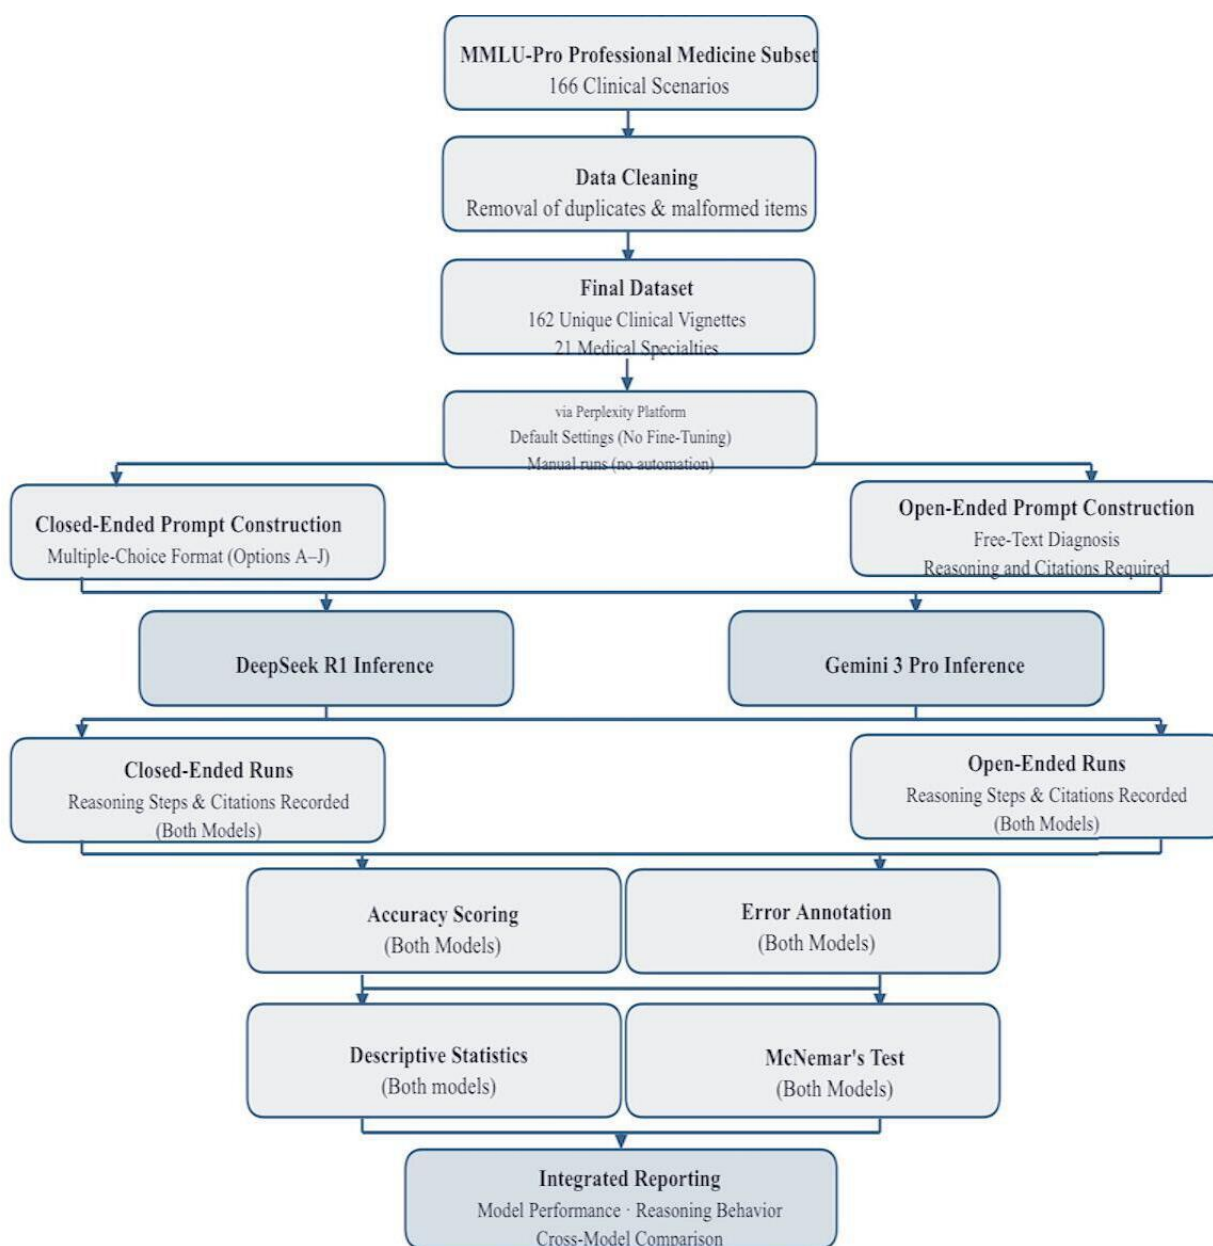 MMLU-Pro Professional Medicine Subset
166 Clinical Scenarios
Data Cleaning
Removal of duplicates & malformed items
Final Dataset
162 Unique Clinical Vignettes
21 Medical Specialties
via Perplexity Platform
Default Settings (No Fine-Tuning)
Manual runs (no automation)
Closed-Ended Prompt Construction
Multiple-Choice Format (Options A–J)
Open-Ended Prompt Construction
Free-Text Diagnosis
Reasoning and Citations Required
DeepSeek R1 Inference
Gemini 3 Pro Inference
Closed-Ended Runs
Reasoning Steps & Citations Recorded
(Both Models)
Open-Ended Runs
Reasoning Steps & Citations Recorded
(Both Models)
Accuracy Scoring
(Both Models)
Error Annotation
(Both Models)
Descriptive Statistics
(Both models)
McNemar's Test
(Both Models)
Integrated Reporting
Model Performance · Reasoning Behavior
Cross-Model Comparison